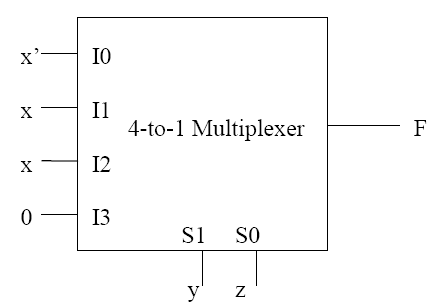 x’ I0
x I1
4-to-1 Multiplexer F
x I2
0 I3
S1 S0
y z